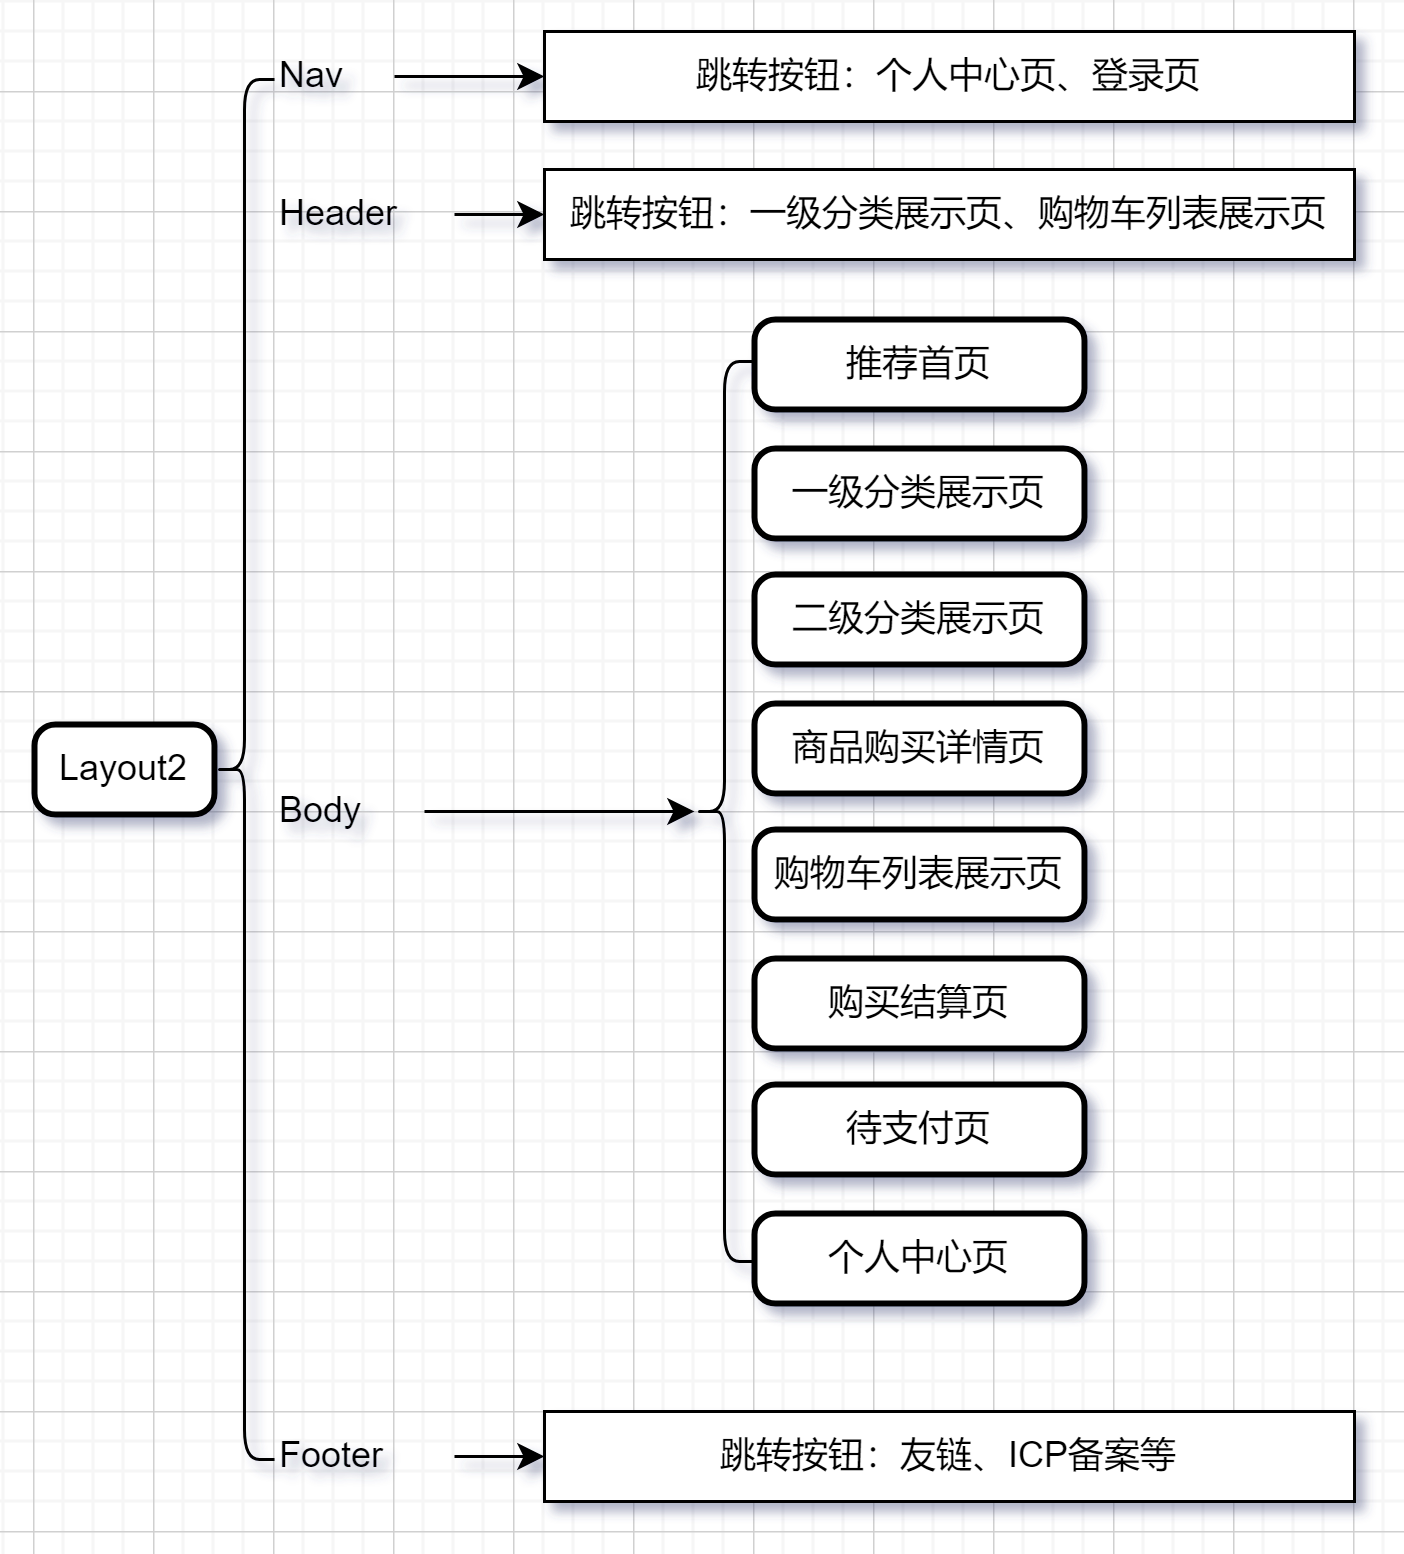 Nav
跳转按钮：个人中心页、登录页
Header
跳转按钮：一级分类展示页、购物车列表展示页
推荐首页
一级分类展示页
二级分类展示页
商品购买详情页
Layout2
Body
购物车列表展示页
购买结算页
待支付页
个人中心页
Footer
跳转按钮：友链、ICP备案等